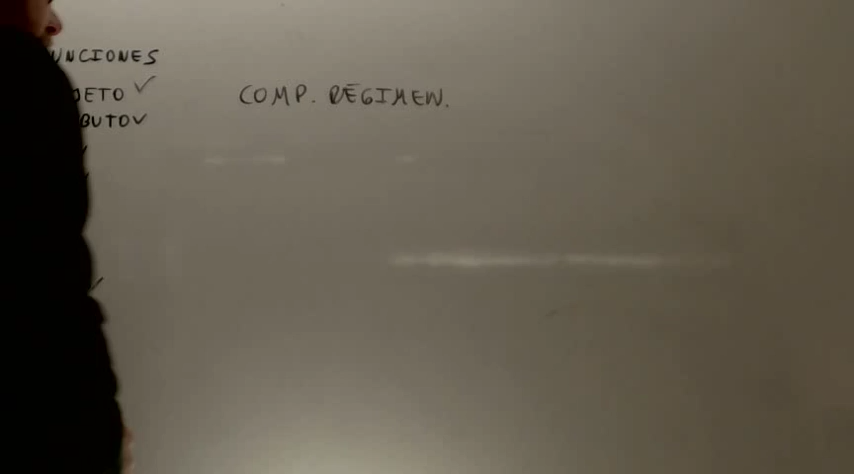 UNCIONES
JETO ✓
BUTO ✓
COMP. RÉGIMEN.